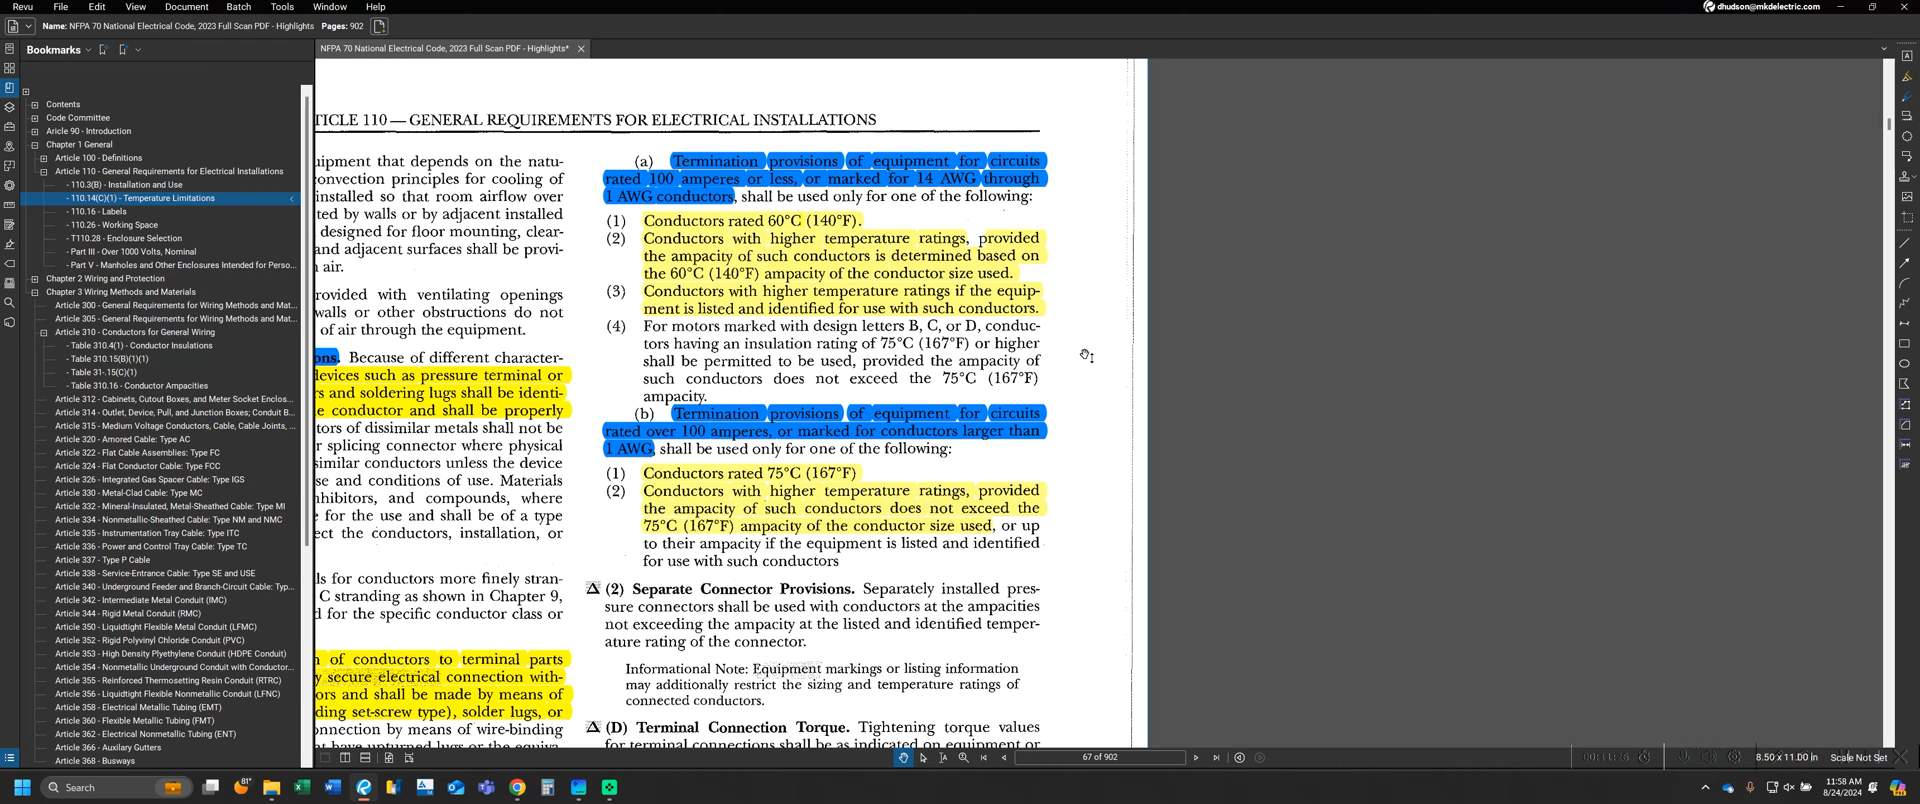 Revu File Edit View Document Batch Tools Window Help
dhudson@mkdelectric.com
Name: NFPA 70 National Electrical Code, 2023 Full Scan PDF - Highlights Pages: 902
Bookmarks
NFPA 70 National Electrical Code, 2023 Full Scan PDF - Highlights*
Contents
Code Committee
Aricle 90 - Introduction
Chapter 1 General
Article 100 - Definitions
Article 110 - General Requirements for Electrical Installations
- 110.3(B) - Installation and Use
- 110.14(C)(1) - Temperature Limitations
- 110.16 - Labels
- 110.26 - Working Space
- T110.28 - Enclosure Selection
- Part III - Over 1000 Volts, Nominal
- Part V - Manholes and Other Enclosures Intended for Perso...
Chapter 2 Wiring and Protection
Chapter 3 Wiring Methods and Materials
Article 300 - General Requirements for Wiring Methods and Mat...
Article 305 - General Requirements for Wiring Methods and Mat...
Article 310 - Conductors for General Wiring
- Table 310.4(1) - Conductor Insulations
- Table 310.15(B)(1)(1)
- Table 31-.15(C)(1)
- Table 310.16 - Conductor Ampacities
Article 312 - Cabinets, Cutout Boxes, and Meter Socket Enclos...
Article 314 - Outlet, Device, Pull, and Junction Boxes; Conduit B...
Article 315 - Medium Voltage Conductors, Cable, Cable Joints, ...
Article 320 - Amored Cable: Type AC
Article 322 - Flat Cable Assemblies: Type FC
Article 324 - Flat Conductor Cable: Type FCC
Article 326 - Integrated Gas Spacer Cable: Type IGS
Article 330 - Metal-Clad Cable: Type MC
Article 332 - Mineral-Insulated, Metal-Sheathed Cable: Type MI
Article 334 - Nonmetallic-Sheathed Cable: Type NM and NMC
Article 335 - Instrumentation Tray Cable: Type ITC
Article 336 - Power and Control Tray Cable: Type TC
Article 337 - Type P Cable
Article 338 - Service-Entrance Cable: Type SE and USE
Article 340 - Underground Feeder and Branch-Circuit Cable: Typ...
Article 342 - Intermediate Metal Conduit (IMC)
Article 344 - Rigid Metal Conduit (RMC)
Article 350 - Liquidtight Flexible Metal Conduit (LFMC)
Article 352 - Rigid Polyvinyl Chloride Conduit (PVC)
Article 353 - High Density Plyethylene Conduit (HDPE Conduit)
Article 354 - Nonmetallic Underground Conduit with Conductor...
Article 355 - Reinforced Thermosetting Resin Conduit (RTRC)
Article 356 - Liquidtight Flexible Nonmetallic Conduit (LFNC)
Article 358 - Electrical Metallic Tubing (EMT)
Article 360 - Flexible Metallic Tubing (FMT)
Article 362 - Electrical Nonmetallic Tubing (ENT)
Article 366 - Auxilary Gutters
Article 368 - Busways
TICLE 110 — GENERAL REQUIREMENTS FOR ELECTRICAL INSTALLATIONS
uipment that depends on the natu-
convection principles for cooling of
installed so that room airflow over
ted by walls or by adjacent installed
designed for floor mounting, clear-
and adjacent surfaces shall be provi-
n air.
rovided with ventilating openings
walls or other obstructions do not
of air through the equipment.
ons. Because of different character-
devices such as pressure terminal or
rs and soldering lugs shall be identi-
e conductor and shall be properly
tors of dissimilar metals shall not be
r splicing connector where physical
similar conductors unless the device
se and conditions of use. Materials
nhibitors, and compounds, where
e for the use and shall be of a type
ect the conductors, installation, or
ls for conductors more finely stran-
C stranding as shown in Chapter 9,
d for the specific conductor class or
n of conductors to terminal parts
y secure electrical connection with-
ors and shall be made by means of
ding set-screw type), solder lugs, or
onnection by means of wire-binding
t have upturned lugs or the equiva-
(a) Termination provisions of equipment for circuits
rated 100 amperes or less, or marked for 14 AWG through
1 AWG conductors, shall be used only for one of the following:
(1) Conductors rated 60°C (140°F).
(2) Conductors with higher temperature ratings, provided
the ampacity of such conductors is determined based on
the 60°C (140°F) ampacity of the conductor size used.
(3) Conductors with higher temperature ratings if the equip-
ment is listed and identified for use with such conductors.
(4) For motors marked with design letters B, C, or D, conduc-
tors having an insulation rating of 75°C (167°F) or higher
shall be permitted to be used, provided the ampacity of
such conductors does not exceed the 75°C (167°F)
ampacity.
(b) Termination provisions of equipment for circuits
rated over 100 amperes, or marked for conductors larger than
1 AWG, shall be used only for one of the following:
(1) Conductors rated 75°C (167°F)
(2) Conductors with higher temperature ratings, provided
the ampacity of such conductors does not exceed the
75°C (167°F) ampacity of the conductor size used, or up
to their ampacity if the equipment is listed and identified
for use with such conductors
Δ (2) Separate Connector Provisions. Separately installed pres-
sure connectors shall be used with conductors at the ampacities
not exceeding the ampacity at the listed and identified temper-
ature rating of the connector.
Informational Note: Equipment markings or listing information
may additionally restrict the sizing and temperature ratings of
connected conductors.
Δ (D) Terminal Connection Torque. Tightening torque values
for terminal connections shall be as indicated on equipment or
67 of 902
8.50 x 11.00 in Scale Not Set
Search
81°
11:58 AM
8/24/2024